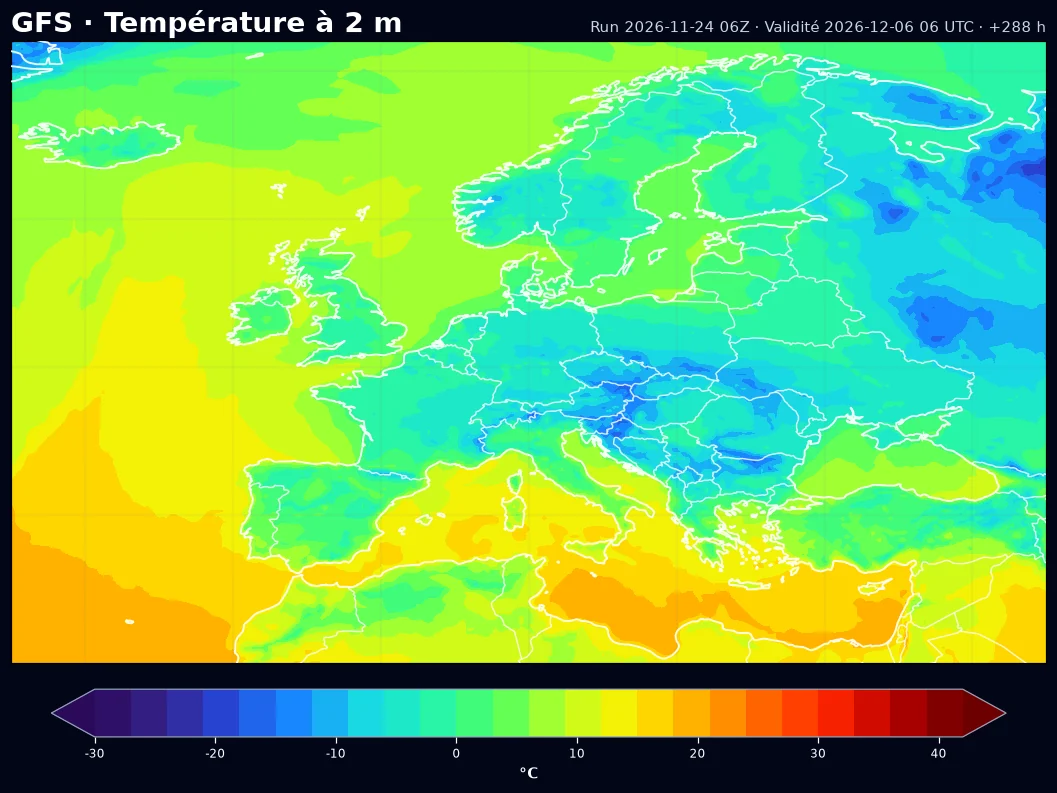 GFS · Température à 2 m
Run 2026-11-24 06Z · Validité 2026-12-06 06 UTC · +288 h
-30 -20 -10 0 10 20 30 40
°C